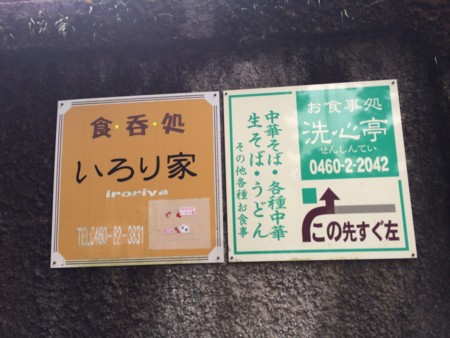 食・呑・処
いろり家
iroriya
TEL0460-82-3831
お食事処
洗心亭
せんしんてい
0460-2-2042
中華そば・各種中華
生そば・うどん
その他各種お食事
この先すぐ左